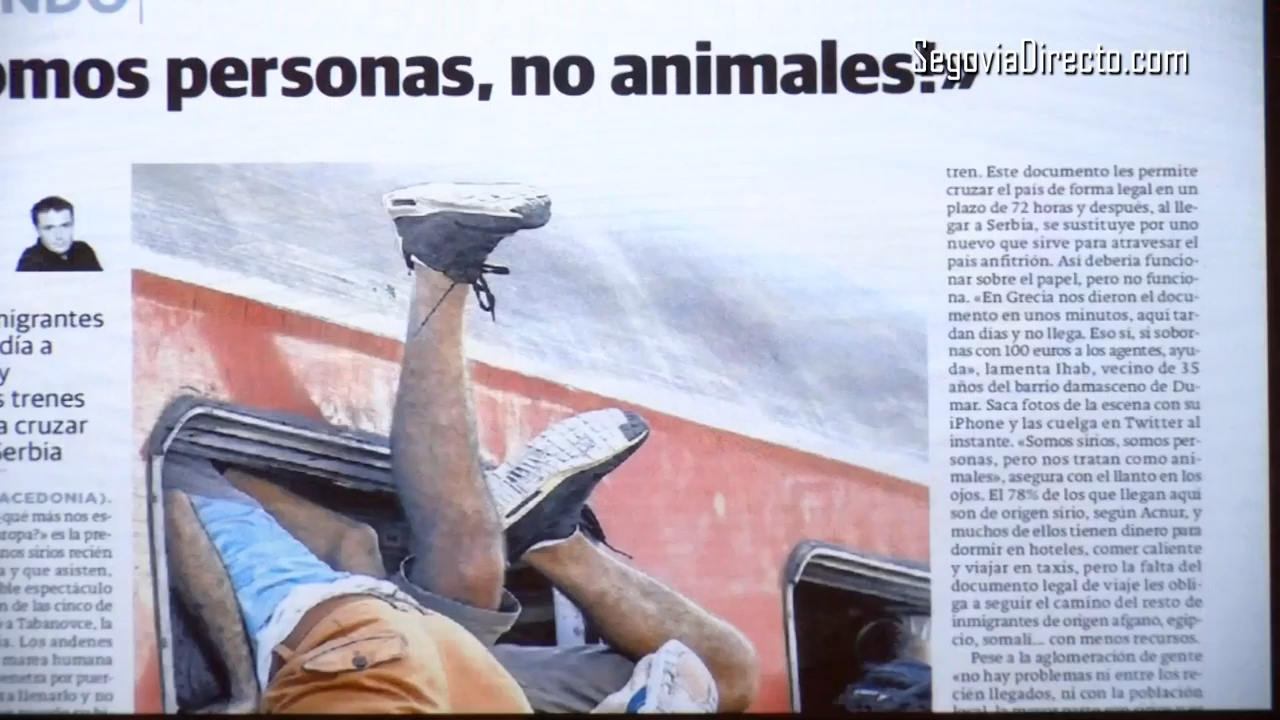 NDO
omos personas, no animales!»
SegoviaDirecto.com
migrantes
día a
y
s trenes
a cruzar
Serbia
ACEDONIA).
qué más nos es-
ropa?» es la pre-
nos sirios recién
a y que asisten,
ble espectáculo
n de las cinco de
a Tabanovce, la
ia. Los andenes
marea humana
penetra por puer-
a llenarlo y no
tren. Este documento les permite
cruzar el país de forma legal en un
plazo de 72 horas y después, al lle-
gar a Serbia, se sustituye por uno
nuevo que sirve para atravesar el
país anfitrión. Así debería funcio-
nar sobre el papel, pero no funcio-
na. «En Grecia nos dieron el docu-
mento en unos minutos, aquí tar-
dan días y no llega. Eso sí, si sobor-
nas con 100 euros a los agentes, ayu-
da», lamenta Ihab, vecino de 35
años del barrio damasceno de Du-
mar. Saca fotos de la escena con su
iPhone y las cuelga en Twitter al
instante. «Somos sirios, somos per-
sonas, pero nos tratan como ani-
males», asegura con el llanto en los
ojos. El 78% de los que llegan aquí
son de origen sirio, según Acnur, y
muchos de ellos tienen dinero para
dormir en hoteles, comer caliente
y viajar en taxis, pero la falta del
documento legal de viaje les obli-
ga a seguir el camino del resto de
inmigrantes de origen afgano, egip-
cio, somalí... con menos recursos.
Pese a la aglomeración de gente
«no hay problemas ni entre los re-
cién llegados, ni con la población